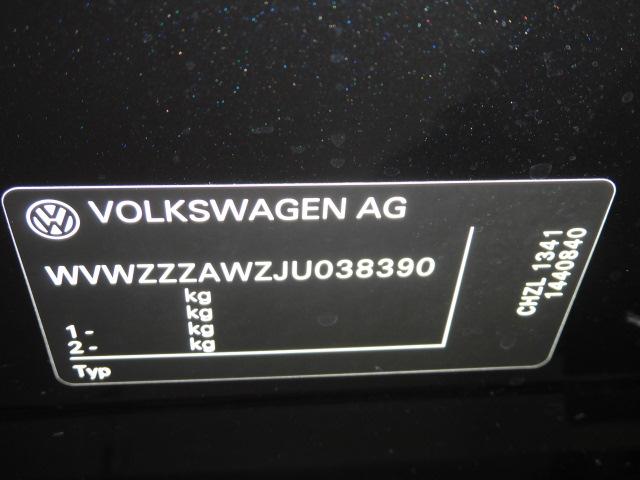 VOLKSWAGEN AG
WVWZZZAWZJU038390
kg
kg
1 - kg
2 - kg
Typ
CHZL 1341
1440840